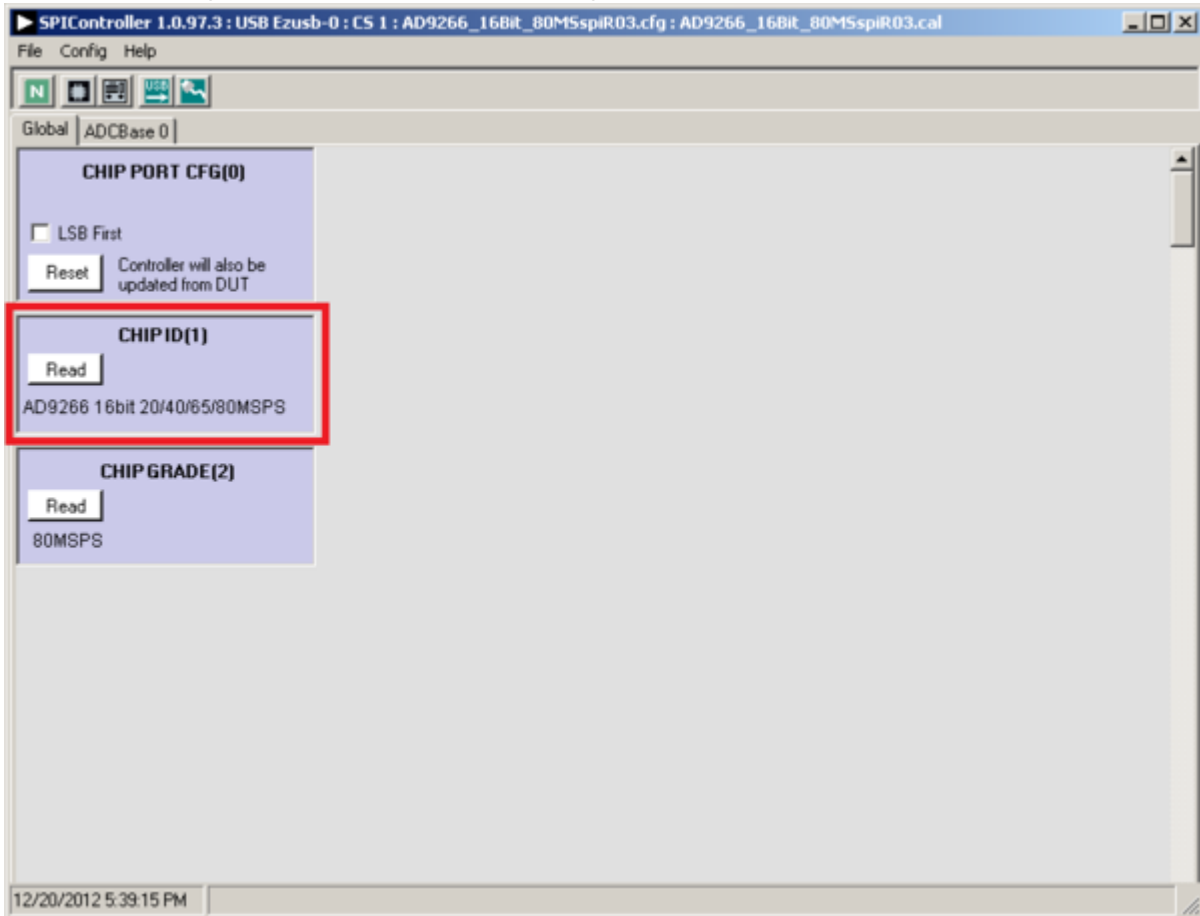 SPIController 1.0.97.3 : USB Ezusb-0 : CS 1 : AD9266_16Bit_80MSspiR03.cfg : AD9266_16Bit_80MSspiR03.cal
File Config Help
N USB
Global ADCBase 0
CHIP PORT CFG(0)
LSB First
Reset Controller will also be
updated from DUT
CHIP ID(1)
Read
AD9266 16bit 20/40/65/80MSPS
CHIP GRADE(2)
Read
80MSPS
12/20/2012 5:39:15 PM